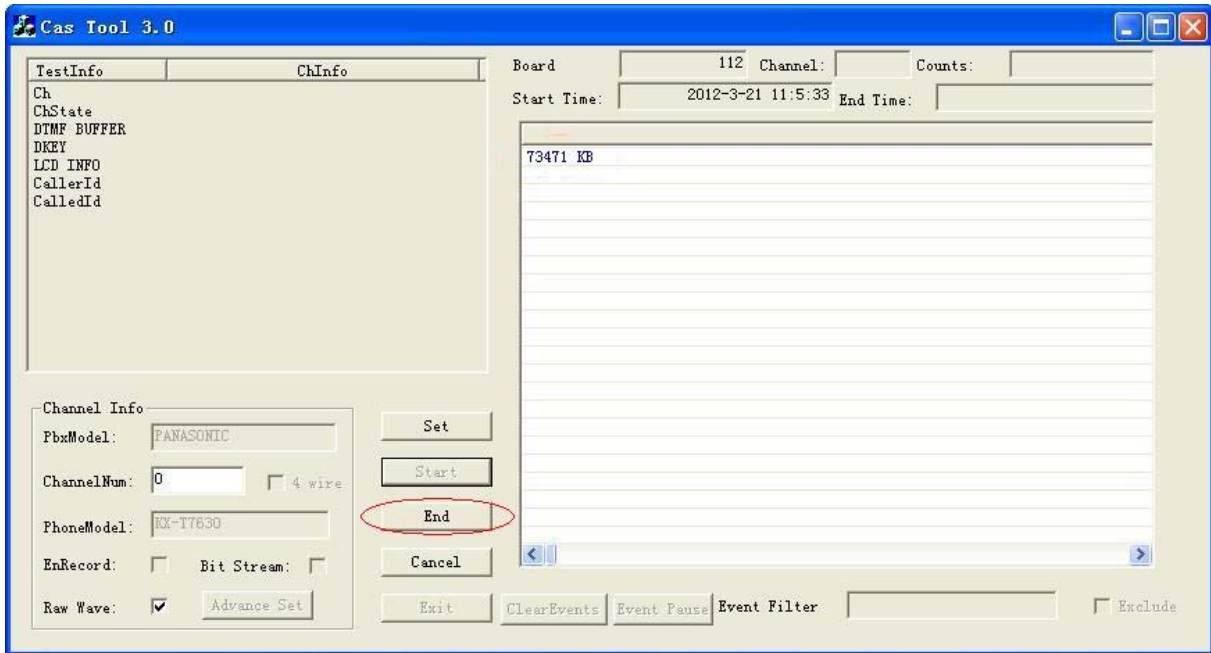 Cas Tool 3.0
TestInfo ChInfo
Ch
ChState
DTMF BUFFER
DKEY
LCD INFO
CallerId
CalledId
Board 112 Channel: Counts:
Start Time: 2012-3-21 11:5:33 End Time:
73471 KB
Channel Info
PbxModel: PANASONIC
ChannelNum: 0 4 wire
PhoneModel: KX-T7630
EnRecord: Bit Stream:
Raw Wave: Advance Set
Set
Start
End
Cancel
Exit ClearEvents Event Pause Event Filter Exclude